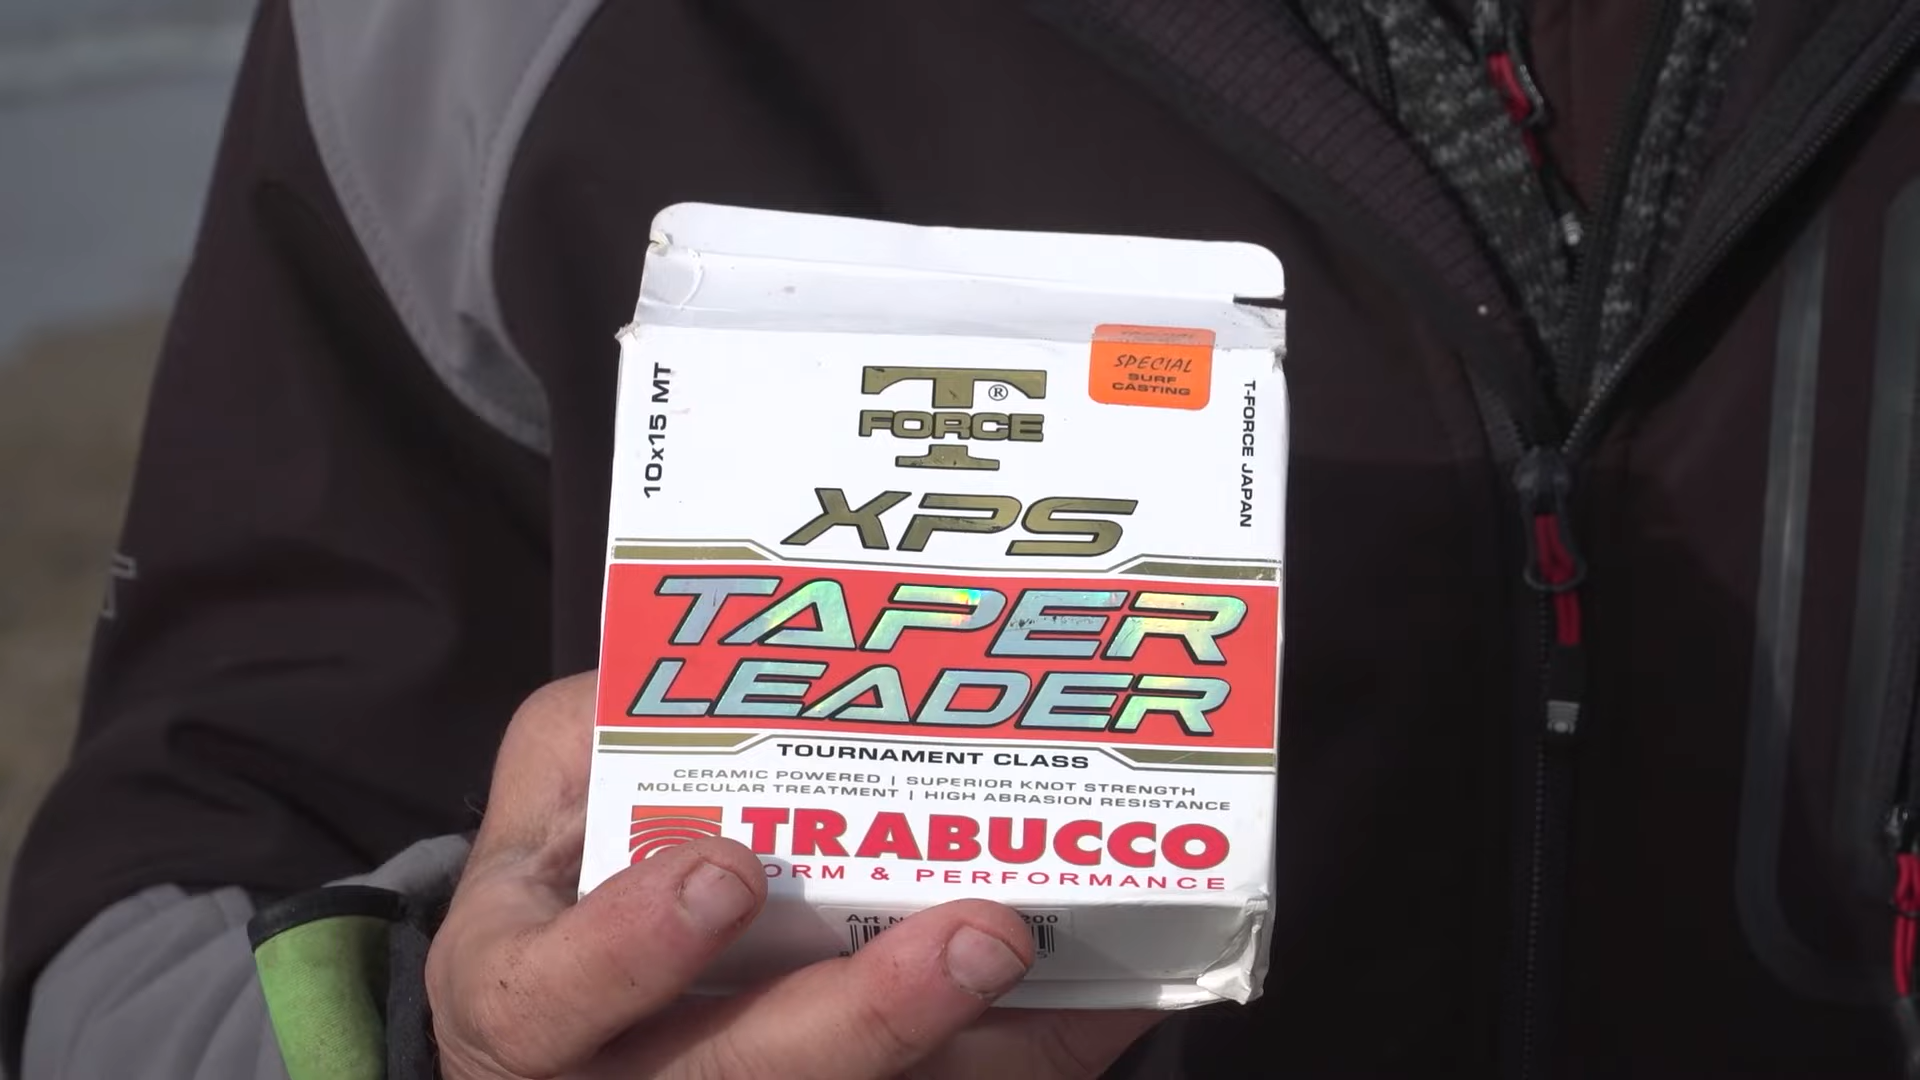 SPECIAL
SURF
CASTING
10x15 MT
T®
FORCE
T-FORCE JAPAN
XPS
TAPER
LEADER
TOURNAMENT CLASS
CERAMIC POWERED | SUPERIOR KNOT STRENGTH
MOLECULAR TREATMENT | HIGH ABRASION RESISTANCE
TRABUCCO
& PERFORMANCE
Art